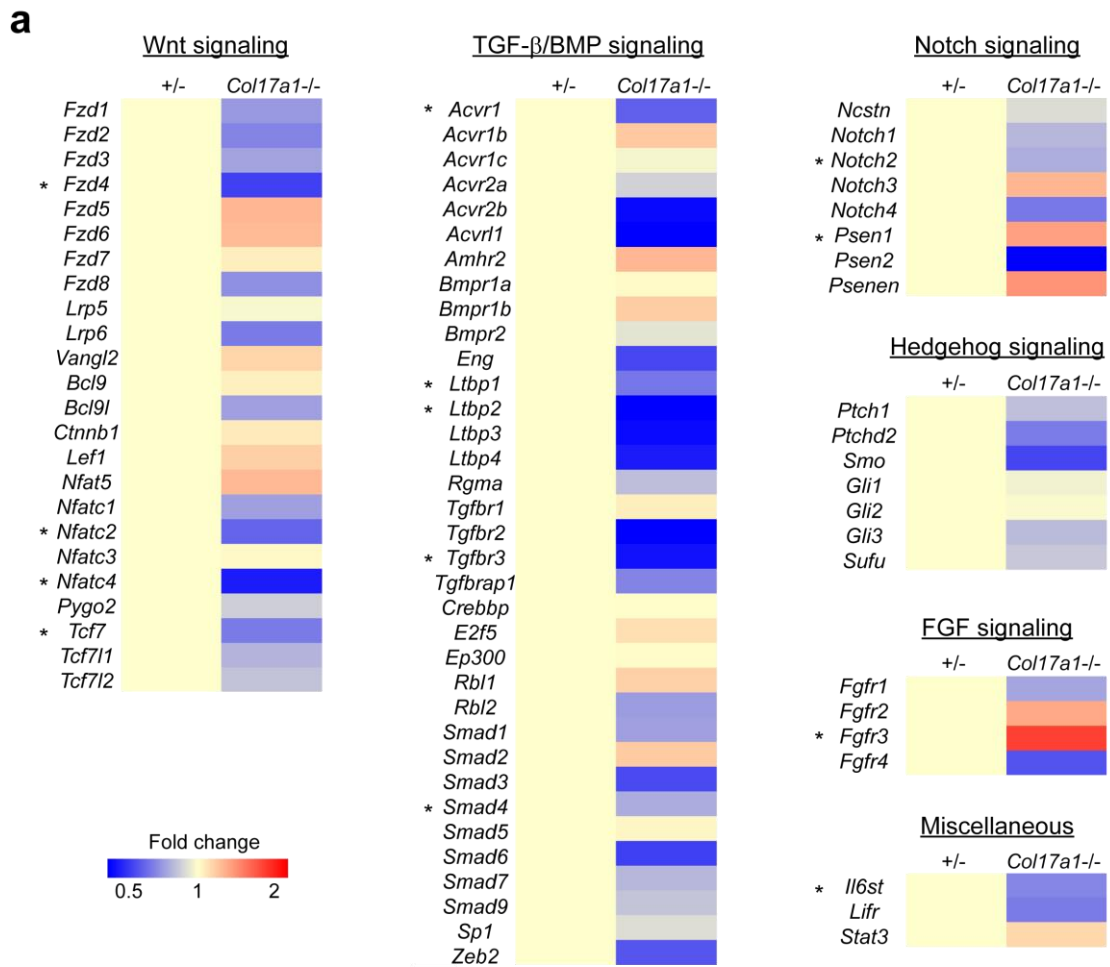 a
Wnt signaling
+/- Col17a1-/-
Fzd1
Fzd2
Fzd3
* Fzd4
Fzd5
Fzd6
Fzd7
Fzd8
Lrp5
Lrp6
Vangl2
Bcl9
Bcl9l
Ctnnb1
Lef1
Nfat5
Nfatc1
* Nfatc2
Nfatc3
* Nfatc4
Pygo2
* Tcf7
Tcf7l1
Tcf7l2
Fold change
0.5 1 2
TGF-β/BMP signaling
+/- Col17a1-/-
* Acvr1
Acvr1b
Acvr1c
Acvr2a
Acvr2b
Acvrl1
Amhr2
Bmpr1a
Bmpr1b
Bmpr2
Eng
* Ltbp1
* Ltbp2
Ltbp3
Ltbp4
Rgma
Tgfbr1
Tgfbr2
* Tgfbr3
Tgfbrap1
Crebbp
E2f5
Ep300
Rbl1
Rbl2
Smad1
Smad2
Smad3
* Smad4
Smad5
Smad6
Smad7
Smad9
Sp1
Zeb2
Notch signaling
+/- Col17a1-/-
Ncstn
Notch1
* Notch2
Notch3
Notch4
* Psen1
Psen2
Psenen
Hedgehog signaling
+/- Col17a1-/-
Ptch1
Ptchd2
Smo
Gli1
Gli2
Gli3
Sufu
FGF signaling
+/- Col17a1-/-
Fgfr1
Fgfr2
* Fgfr3
Fgfr4
Miscellaneous
+/- Col17a1-/-
* Il6st
Lifr
Stat3